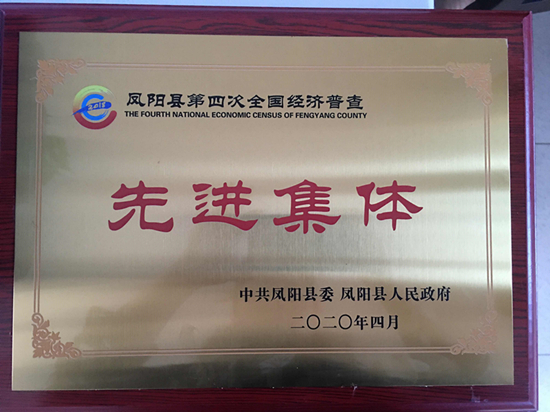 凤阳县第四次全国经济普查
THE FOURTH NATIONAL ECONOMIC CENSUS OF FENGYANG COUNTY
先进集体
中共凤阳县委 凤阳县人民政府
二〇二〇年四月